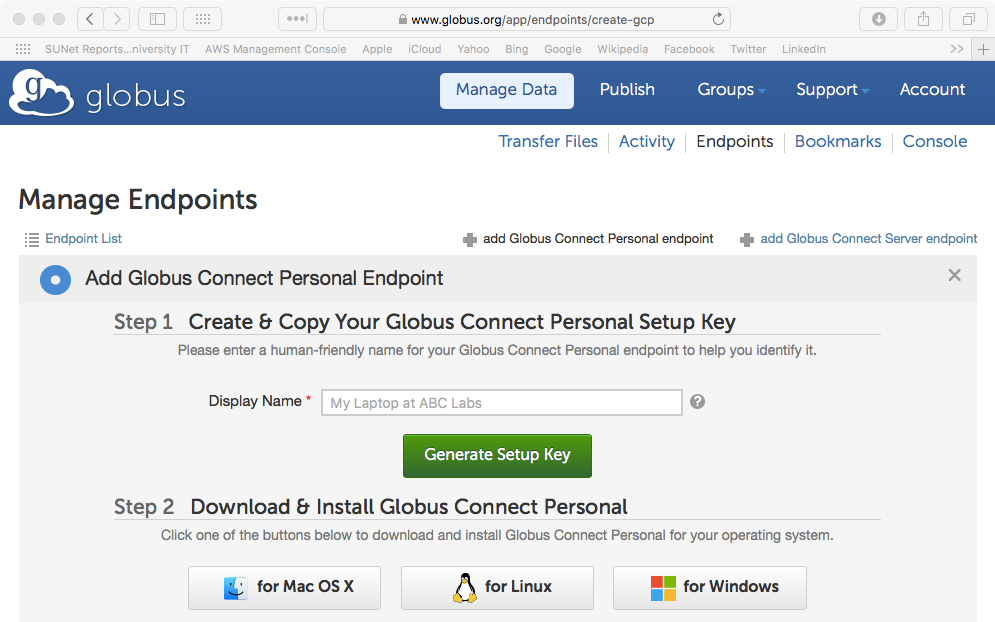 www.globus.org/app/endpoints/create-gcp
SUNet Reports...niversity IT AWS Management Console Apple iCloud Yahoo Bing Google Wikipedia Facebook Twitter LinkedIn >> +
g globus Manage Data Publish Groups Support Account
Transfer Files Activity Endpoints Bookmarks Console
Manage Endpoints
Endpoint List add Globus Connect Personal endpoint add Globus Connect Server endpoint
Add Globus Connect Personal Endpoint
Step 1 Create & Copy Your Globus Connect Personal Setup Key
Please enter a human-friendly name for your Globus Connect Personal endpoint to help you identify it.
Display Name * My Laptop at ABC Labs ?
Generate Setup Key
Step 2 Download & Install Globus Connect Personal
Click one of the buttons below to download and install Globus Connect Personal for your operating system.
for Mac OS X for Linux for Windows